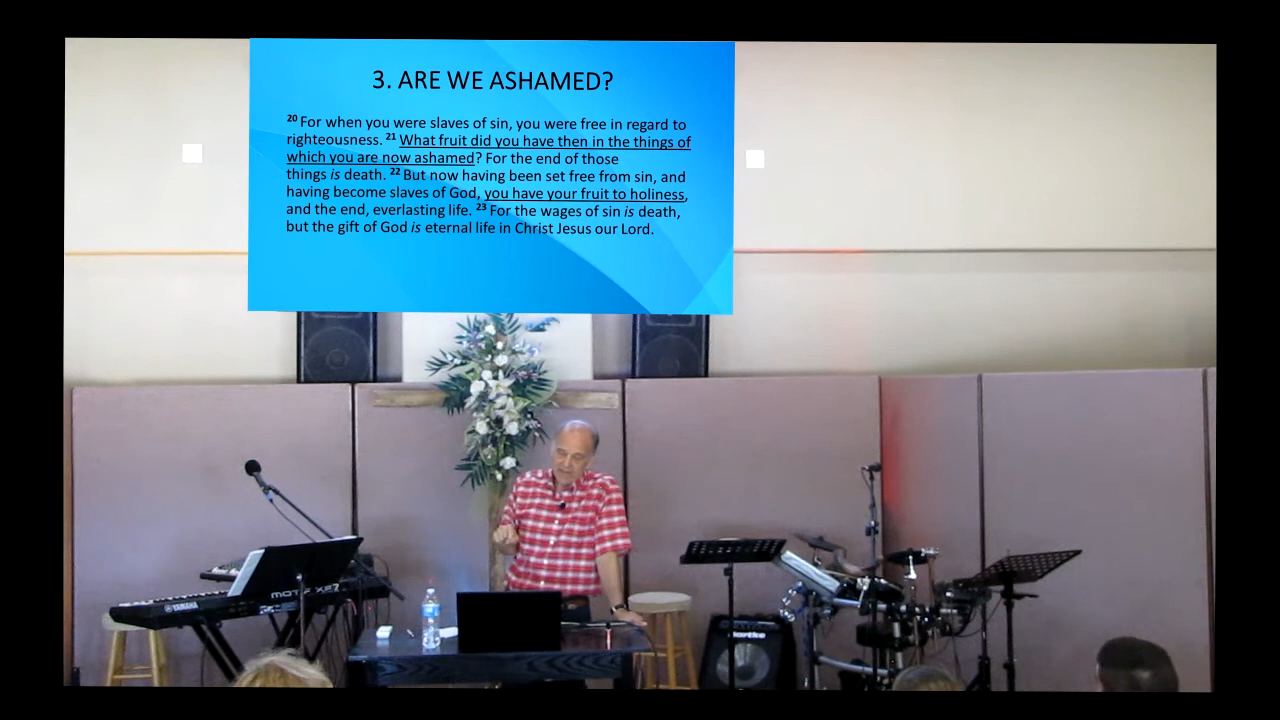 3. ARE WE ASHAMED?
20 For when you were slaves of sin, you were free in regard to
righteousness. 21 What fruit did you have then in the things of
which you are now ashamed? For the end of those
things is death. 22 But now having been set free from sin, and
having become slaves of God, you have your fruit to holiness,
and the end, everlasting life. 23 For the wages of sin is death,
but the gift of God is eternal life in Christ Jesus our Lord.
YAMAHA
MOTIF XF7
hartke